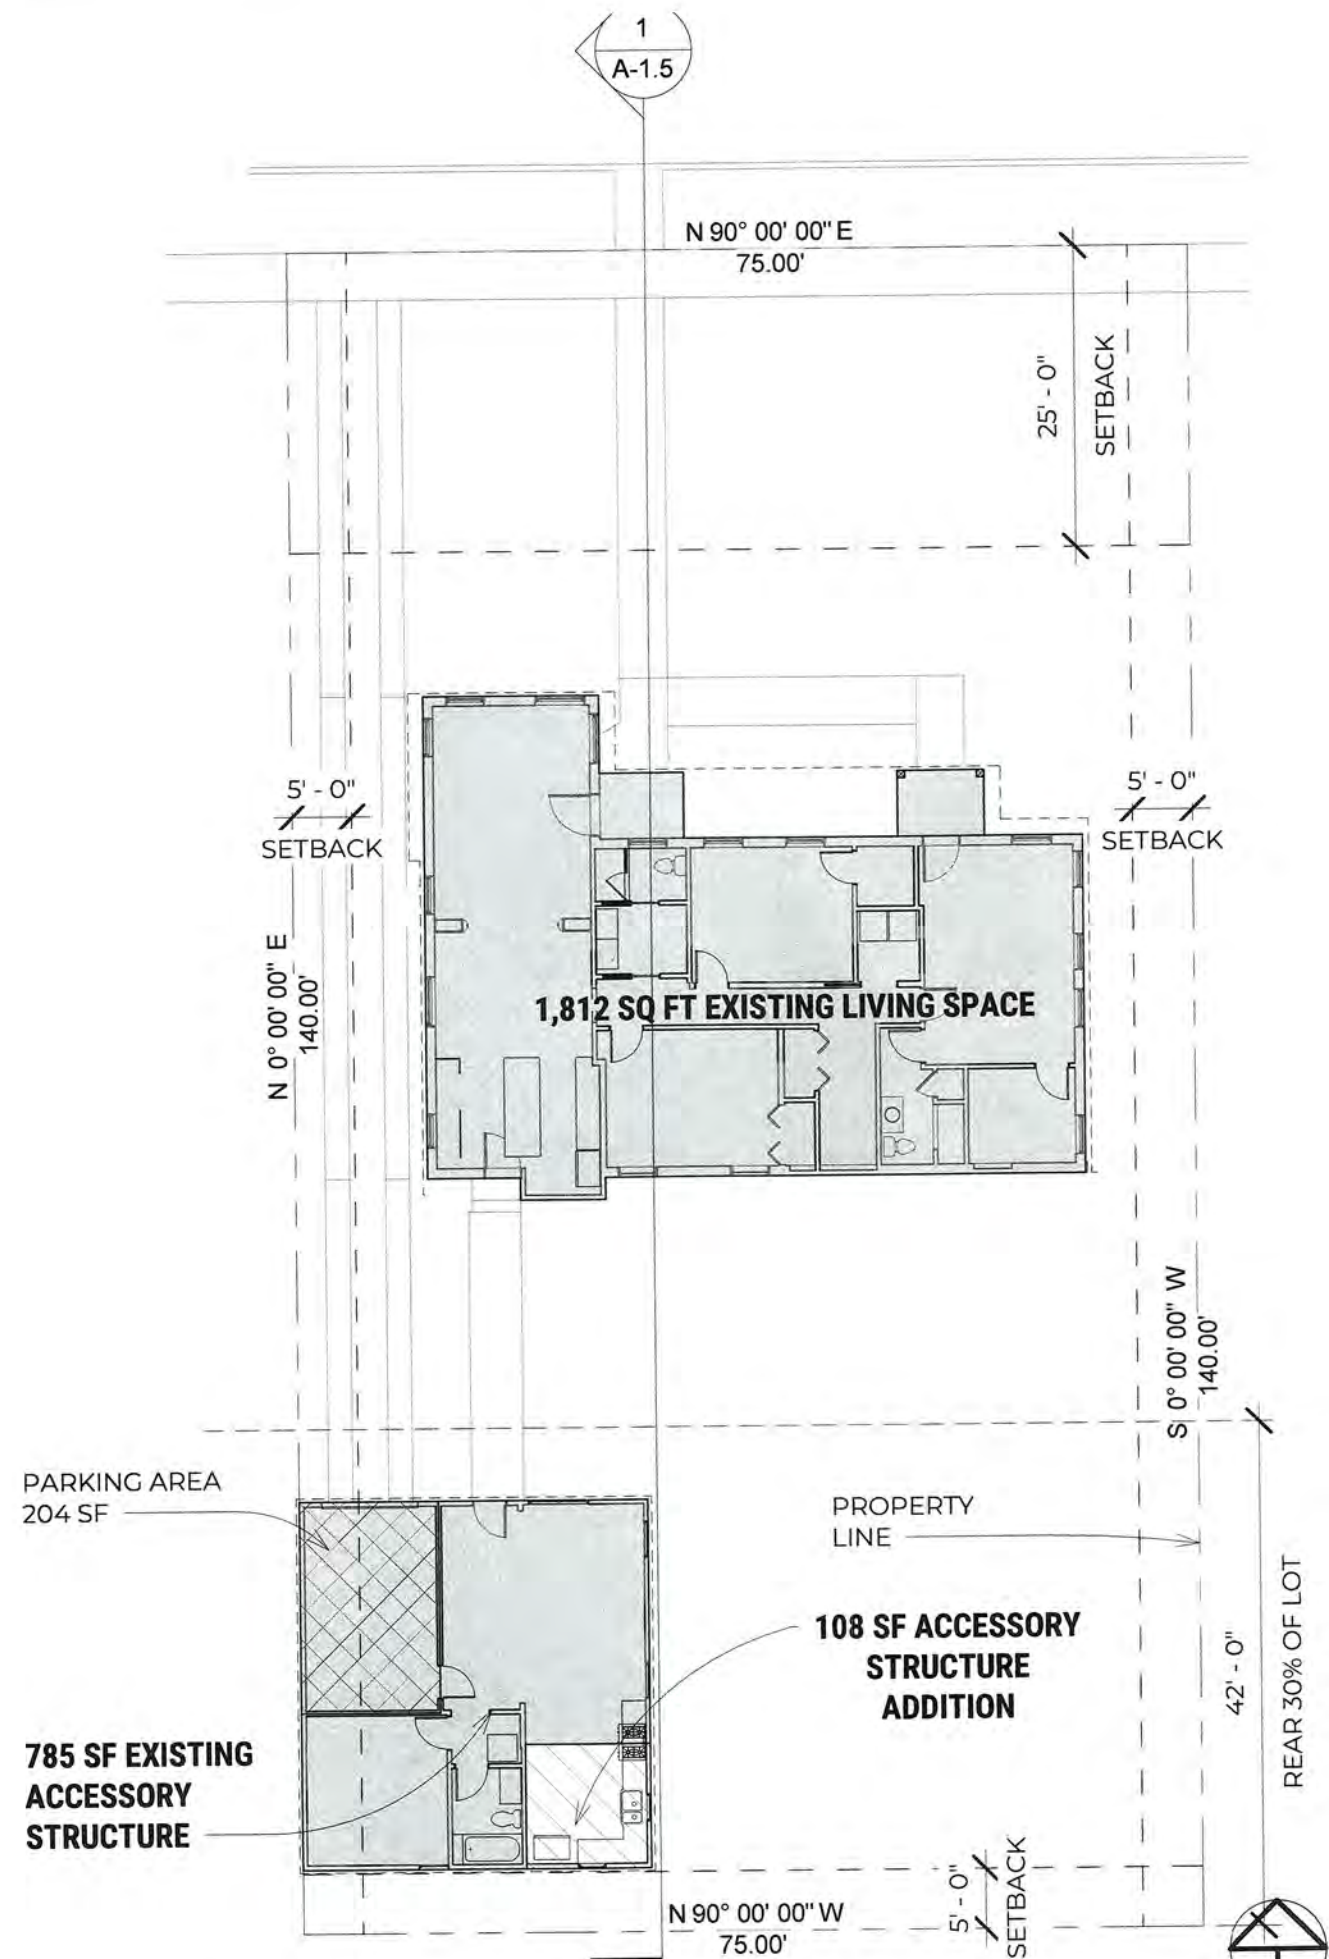 1
A-1.5
N 90° 00' 00" E
75.00'
25' - 0"
SETBACK
5' - 0"
SETBACK
5' - 0"
SETBACK
N 0° 00' 00" E
140.00'
1,812 SQ FT EXISTING LIVING SPACE
S 0° 00' 00" W
140.00'
PARKING AREA
204 SF
PROPERTY
LINE
108 SF ACCESSORY
STRUCTURE
ADDITION
42' - 0"
REAR 30% OF LOT
785 SF EXISTING
ACCESSORY
STRUCTURE
5' - 0"
SETBACK
N 90° 00' 00" W
75.00'